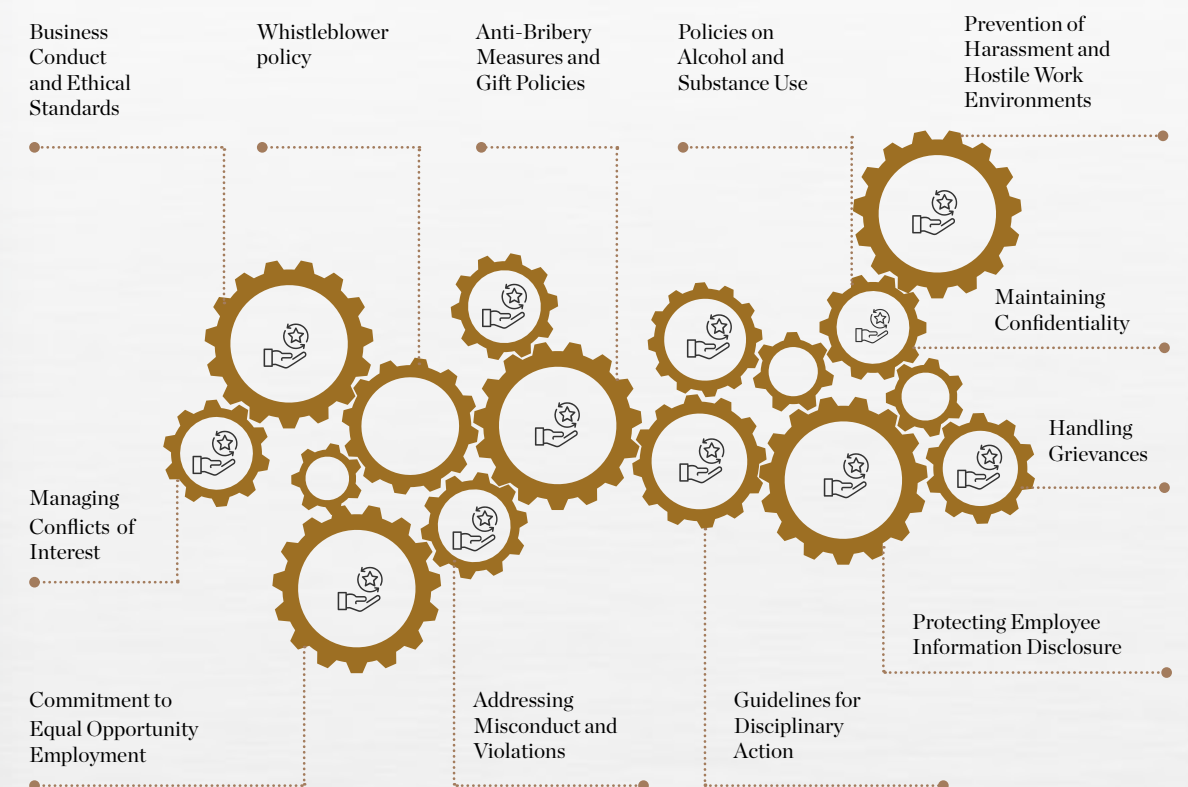 Business
Conduct
and Ethical
Standards
Whistleblower
policy
Anti-Bribery
Measures and
Gift Policies
Policies on
Alcohol and
Substance Use
Prevention of
Harassment and
Hostile Work
Environments
Maintaining
Confidentiality
Handling
Grievances
Managing
Conflicts of
Interest
Protecting Employee
Information Disclosure
Commitment to
Equal Opportunity
Employment
Addressing
Misconduct and
Violations
Guidelines for
Disciplinary
Action